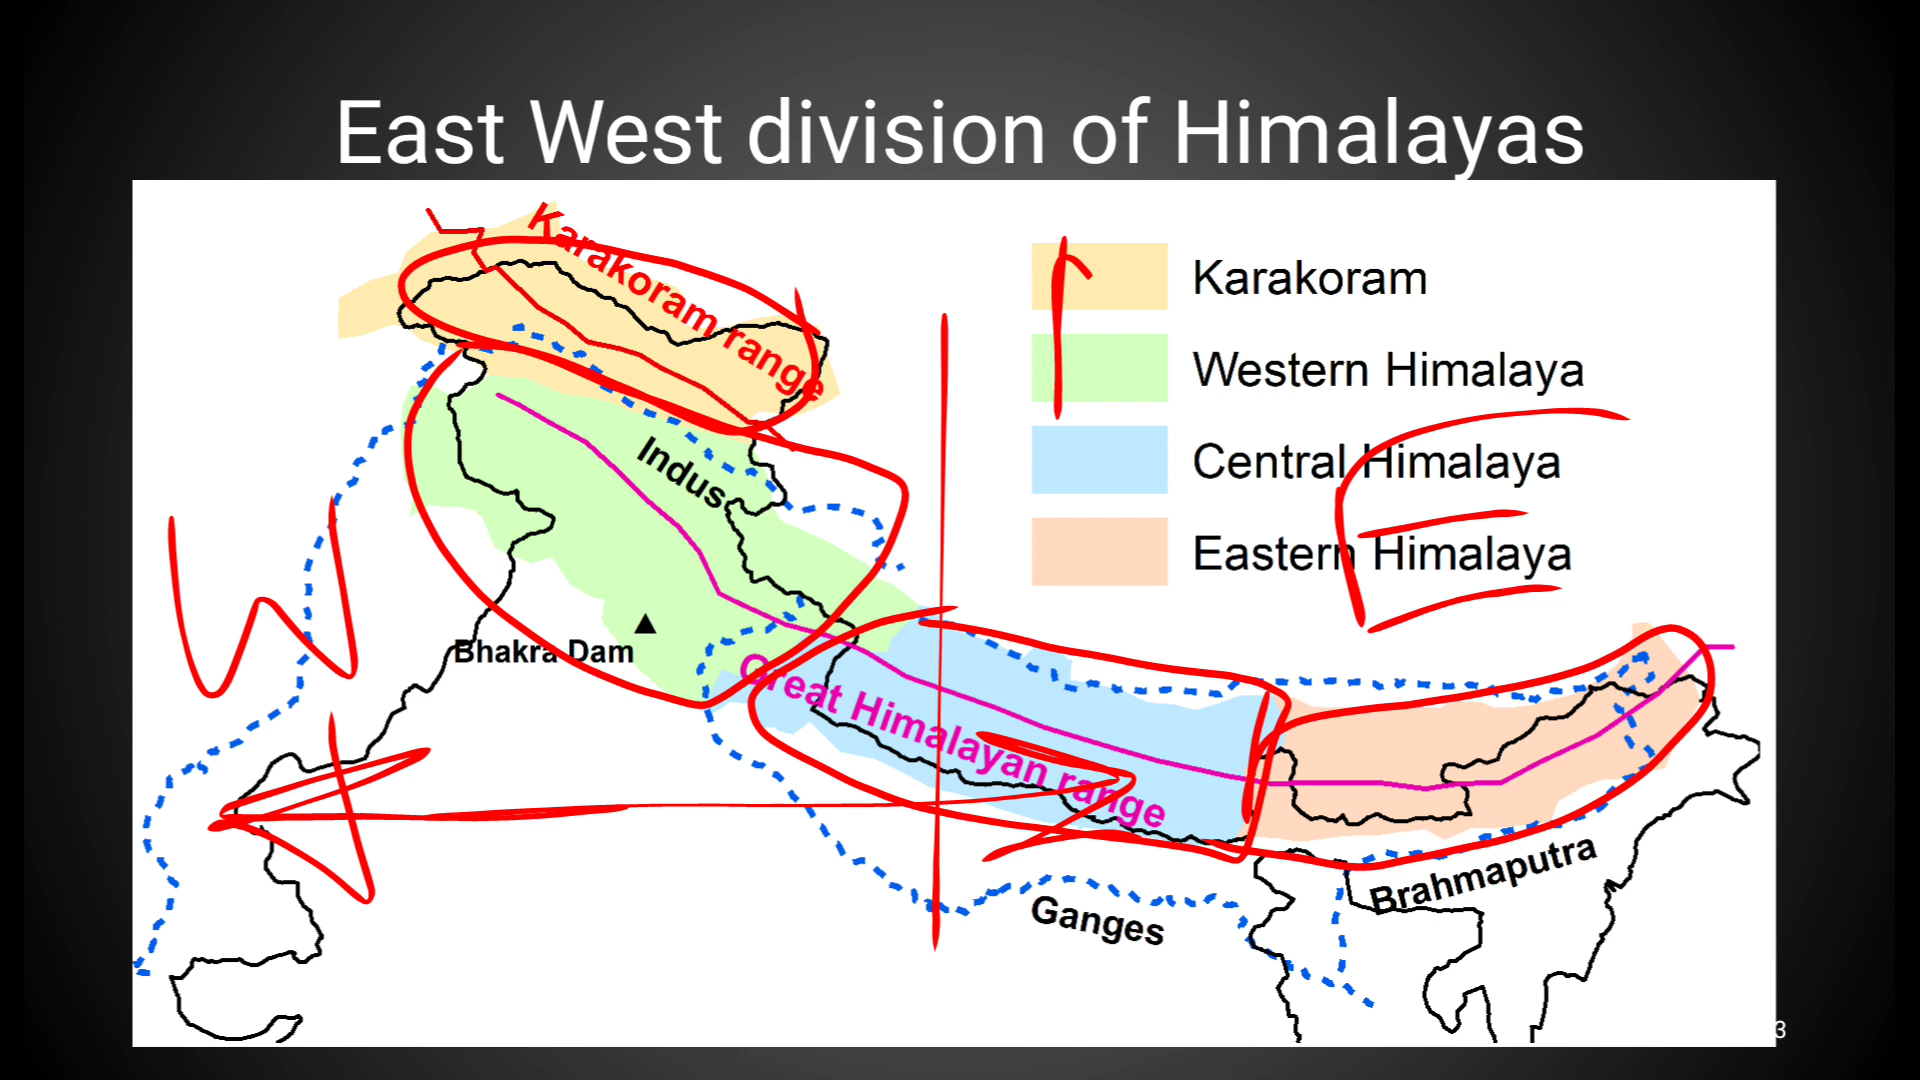 East West division of Himalayas
Karakoram range
Karakoram
Western Himalaya
Central Himalaya
Eastern Himalaya
Indus
Bhakra Dam
W
E
Great Himalayan range
Brahmaputra
Ganges
3